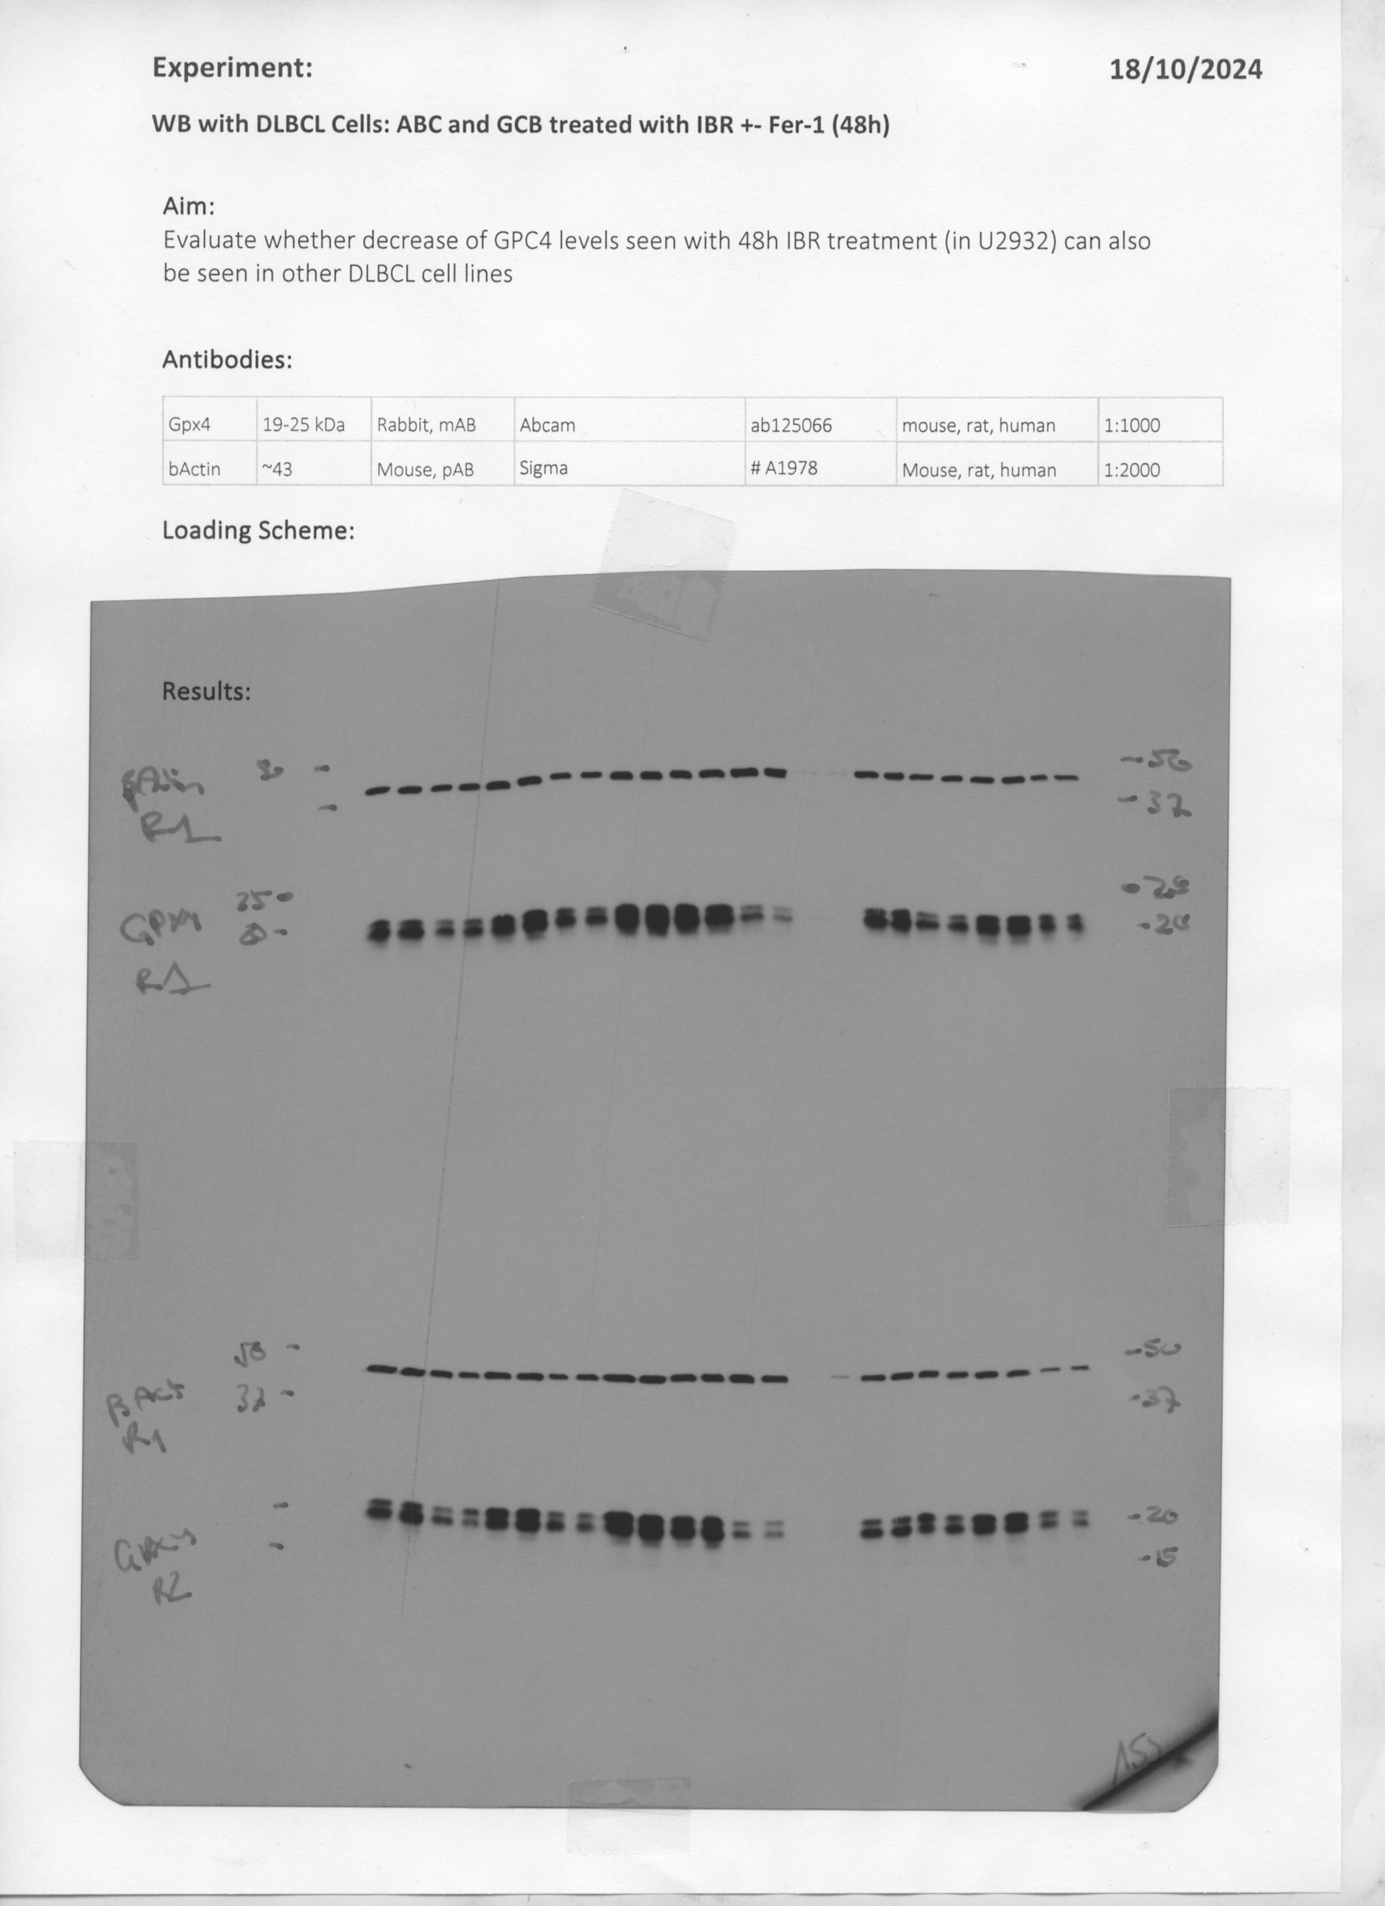 Experiment:
18/10/2024
WB with DLBCL Cells: ABC and GCB treated with IBR +- Fer-1 (48h)
Aim:
Evaluate whether decrease of GPC4 levels seen with 48h IBR treatment (in U2932) can also
be seen in other DLBCL cell lines
Antibodies:
Gpx4 19-25 kDa Rabbit, mAB Abcam ab125066 mouse, rat, human 1:1000
bActin ~43 Mouse, pAB Sigma # A1978 Mouse, rat, human 1:2000
Loading Scheme:
Results:
-50
-37
R1
25-
GPX4
-25
-20
R1
50 -
-50
37 -
-37
R1
-20
-15
R2